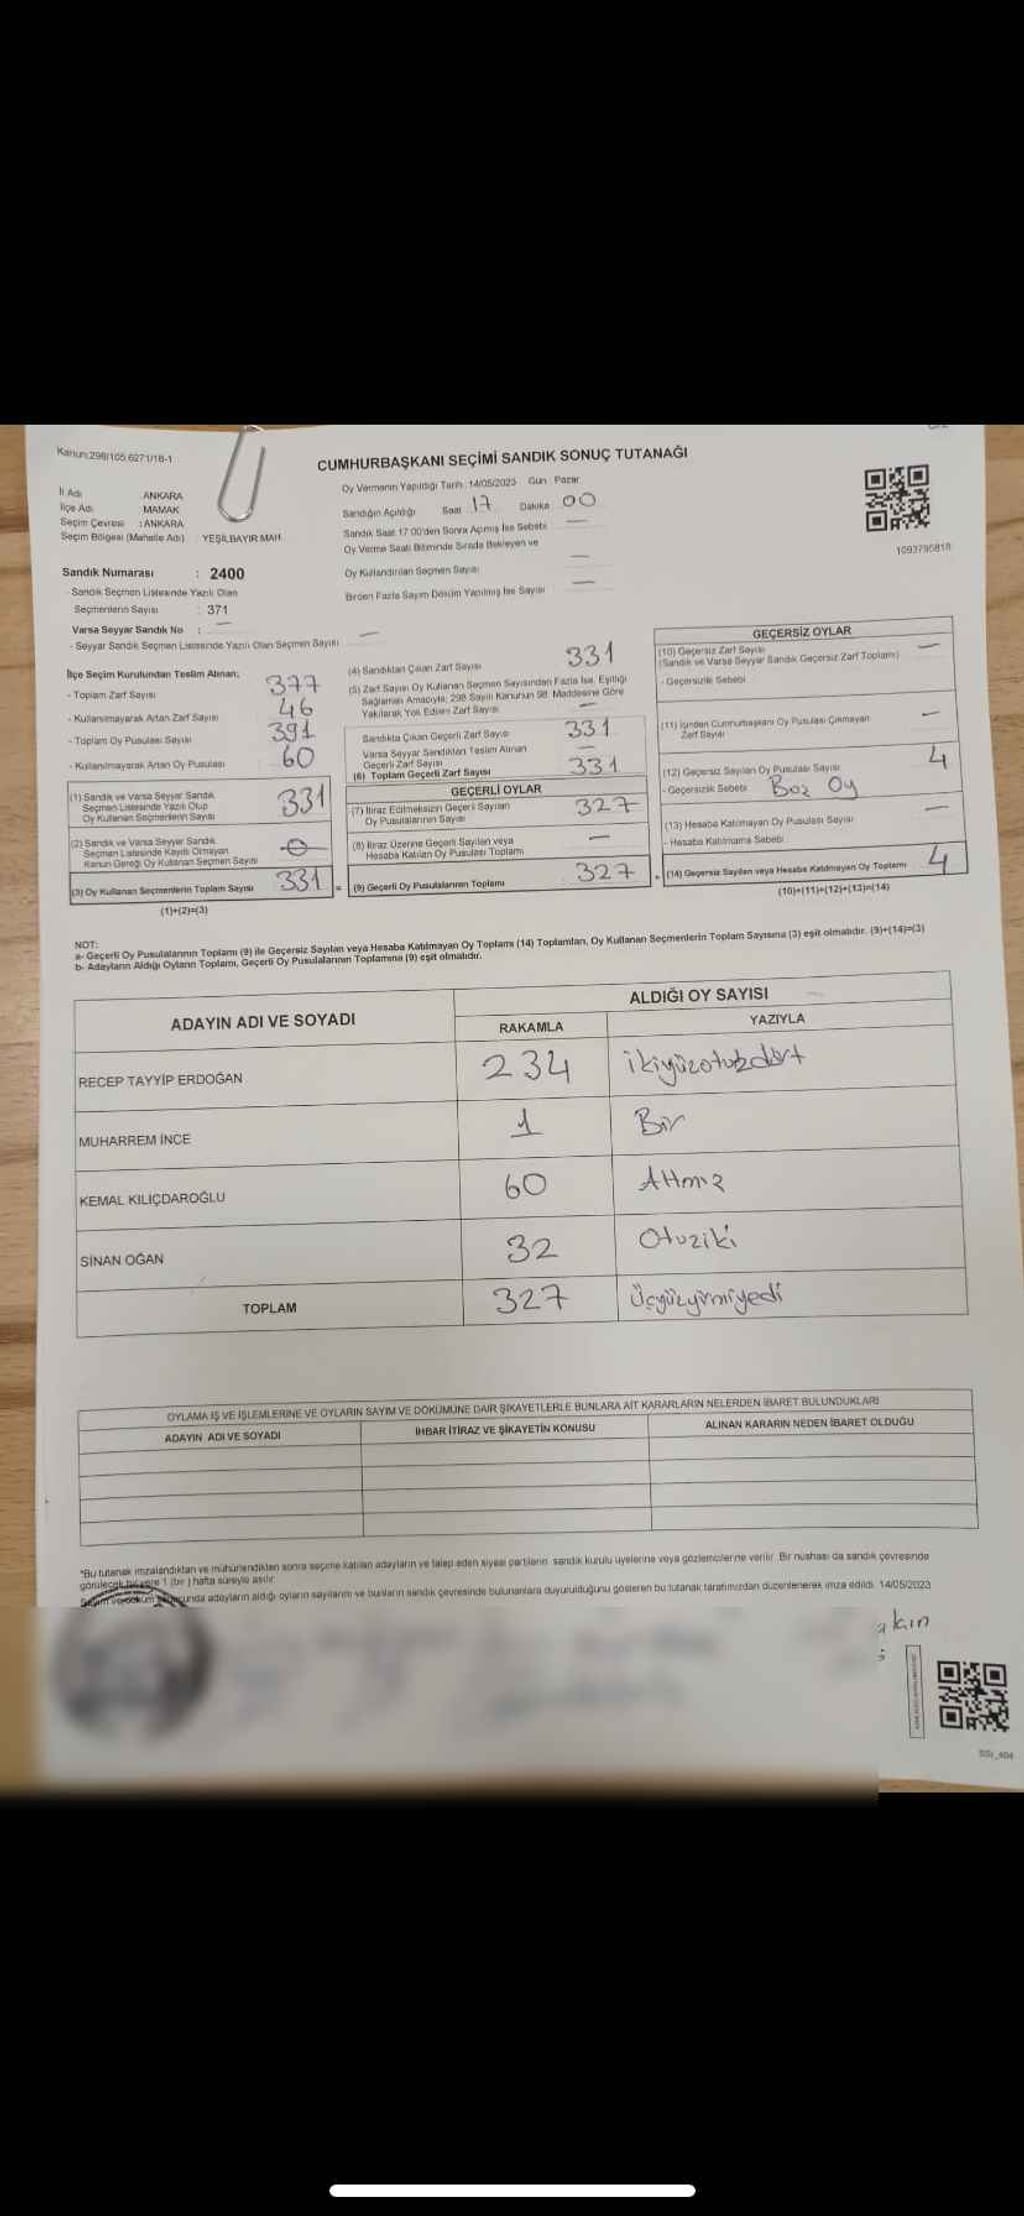 Kanun:298/105 6271/18-1
CUMHURBAŞKANI SEÇİMİ SANDIK SONUÇ TUTANAĞI
İl Adı : ANKARA
İlçe Adı : MAMAK
Seçim Çevresi : ANKARA
Seçim Bölgesi (Mahalle Adı) : YEŞİLBAYIR MAH.
Oy Vermenin Yapıldığı Tarih : 14/05/2023 Gün : Pazar
Sandığın Açıldığı Saat 17 Dakika 00
Sandık Saat 17:00'den Sonra Açılmış İse Sebebi —
Oy Verme Saati Bitiminde Sırada Bekleyen ve
Oy Kullandırılan Seçmen Sayısı —
Birden Fazla Sayım Döküm Yapılmış İse Sayısı —
1093790818
Sandık Numarası : 2400
- Sandık Seçmen Listesinde Yazılı Olan
Seçmenlerin Sayısı : 371
Varsa Seyyar Sandık No : —
- Seyyar Sandık Seçmen Listesinde Yazılı Olan Seçmen Sayısı : —
İlçe Seçim Kurulundan Teslim Alınan;
- Toplam Zarf Sayısı 377
- Kullanılmayarak Artan Zarf Sayısı 46
- Toplam Oy Pusulası Sayısı 391
- Kullanılmayarak Artan Oy Pusulası 60
(1) Sandık ve Varsa Seyyar Sandık
Seçmen Listesinde Yazılı Olup
Oy Kullanan Seçmenlerin Sayısı 331
(2) Sandık ve Varsa Seyyar Sandık
Seçmen Listesinde Kayıtlı Olmayan
Kanun Gereği Oy Kullanan Seçmen Sayısı 0
(3) Oy Kullanan Seçmenlerin Toplam Sayısı 331 =
(1)+(2)=(3)
(4) Sandıktan Çıkan Zarf Sayısı 331
(5) Zarf Sayısı Oy Kullanan Seçmen Sayısından Fazla İse, Eşitliği
Sağlamak Amacıyla, 298 Sayılı Kanunun 98. Maddesine Göre
Yakılarak Yok Edilen Zarf Sayısı —
Sandıkta Çıkan Geçerli Zarf Sayısı 331
Varsa Seyyar Sandıktan Teslim Alınan
Geçerli Zarf Sayısı —
(6) Toplam Geçerli Zarf Sayısı 331
GEÇERLİ OYLAR
(7) İtiraz Edilmeksizin Geçerli Sayılan
Oy Pusulalarının Sayısı 327
(8) İtiraz Üzerine Geçerli Sayılan veya
Hesaba Katılan Oy Pusulası Toplamı —
(9) Geçerli Oy Pusulalarının Toplamı 327 +
GEÇERSİZ OYLAR
(10) Geçersiz Zarf Sayısı —
(Sandık ve Varsa Seyyar Sandık Geçersiz Zarf Toplamı)
- Geçersizlik Sebebi
(11) İçinden Cumhurbaşkanı Oy Pusulası Çıkmayan
Zarf Sayısı —
(12) Geçersiz Sayılan Oy Pusulası Sayısı 4
- Geçersizlik Sebebi Boz Oy
(13) Hesaba Katılmayan Oy Pusulası Sayısı —
- Hesaba Katılmama Sebebi
(14) Geçersiz Sayılan veya Hesaba Katılmayan Oy Toplamı 4
(10)+(11)+(12)+(13)=(14)
NOT:
a- Geçerli Oy Pusulalarının Toplamı (9) ile Geçersiz Sayılan veya Hesaba Katılmayan Oy Toplamı (14) Toplamları, Oy Kullanan Seçmenlerin Toplam Sayısına (3) eşit olmalıdır. (9)+(14)=(3)
b- Adayların Aldığı Oyların Toplamı, Geçerli Oy Pusulalarının Toplamına (9) eşit olmalıdır.
ADAYIN ADI VE SOYADI
ALDIĞI OY SAYISI
RAKAMLA YAZIYLA
RECEP TAYYİP ERDOĞAN 234 ikiyüzotuzdört
MUHARREM İNCE 1 Bir
KEMAL KILIÇDAROĞLU 60 Altmız
SİNAN OĞAN 32 Otuziki
TOPLAM 327 Üçyüzyirmiyedi
OYLAMA İŞ VE İŞLEMLERİNE VE OYLARIN SAYIM VE DÖKÜMÜNE DAİR ŞİKAYETLERLE BUNLARA AİT KARARLARIN NELERDEN İBARET BULUNDUKLARI
ADAYIN ADI VE SOYADI İHBAR İTİRAZ VE ŞİKAYETİN KONUSU ALINAN KARARIN NEDEN İBARET OLDUĞU
*Bu tutanak imzalandıktan ve mühürlendikten sonra seçime katılan adayların ve talep eden siyasi partilerin sandık kurulu üyelerine veya gözlemcilerine verilir. Bir nüshası da sandık çevresinde
görülecek bir yere 1 (bir) hafta süreyle asılır.
Sayım ve döküm adayların aldığı oyların sayılarını ve bunların sandık çevresinde bulunanlara duyurulduğunu gösteren bu tutanak tarafımızdan düzenlenerek imza edildi. 14/05/2023
akın